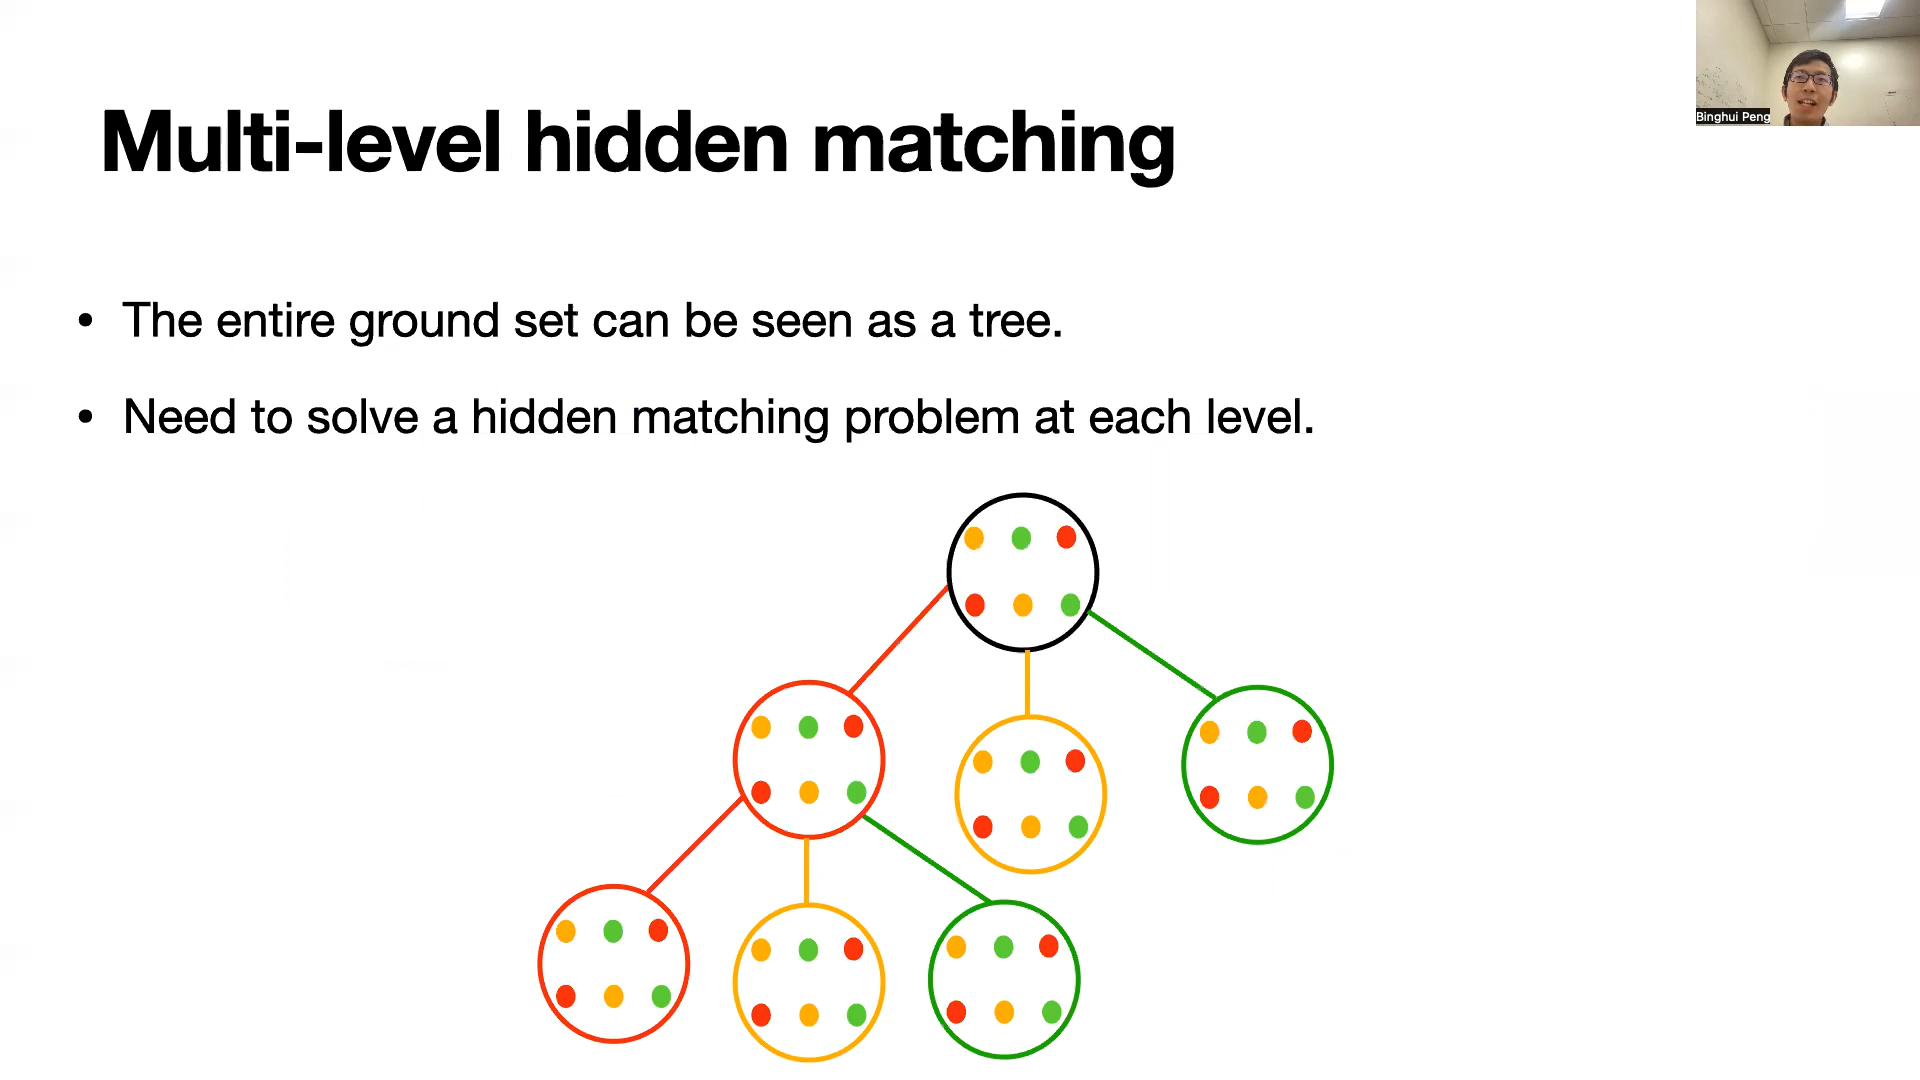 Multi-level hidden matching
Binghui Peng
• The entire ground set can be seen as a tree.
• Need to solve a hidden matching problem at each level.